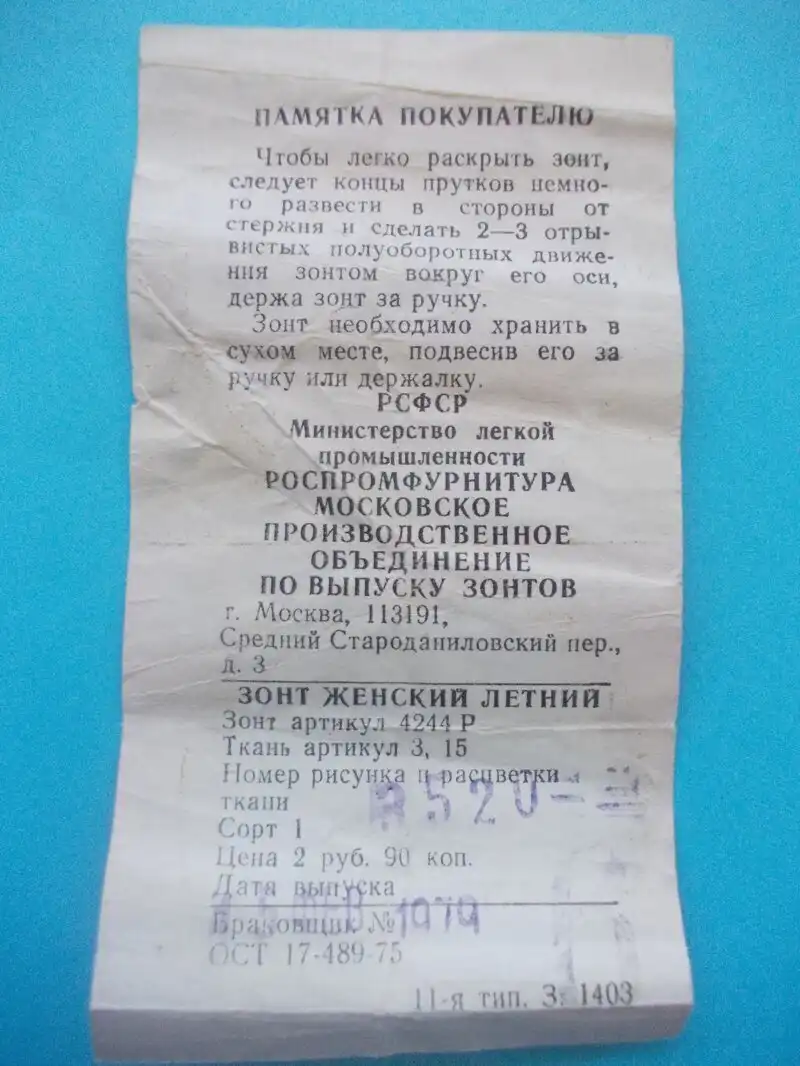 ПАМЯТКА ПОКУПАТЕЛЮ
Чтобы легко раскрыть зонт,
следует концы прутков немно-
го развести в стороны от
стержня и сделать 2—3 отры-
вистых полуоборотных движе-
ния зонтом вокруг его оси,
держа зонт за ручку.
Зонт необходимо хранить в
сухом месте, подвесив его за
ручку или держалку.
РСФСР
Министерство легкой
промышленности
РОСПРОМФУРНИТУРА
МОСКОВСКОЕ
ПРОИЗВОДСТВЕННОЕ
ОБЪЕДИНЕНИЕ
ПО ВЫПУСКУ ЗОНТОВ
г. Москва, 113191,
Средний Староданиловский пер.,
д. 3
ЗОНТ ЖЕНСКИЙ ЛЕТНИЙ
Зонт артикул 4244 Р
Ткань артикул 3, 15
Номер рисунка и расцветки
ткани 520
Сорт 1
Цена 2 руб. 90 коп.
Дата выпуска
1979
Браковщик №
ОСТ 17-489-75
11-я тип. З. 1403